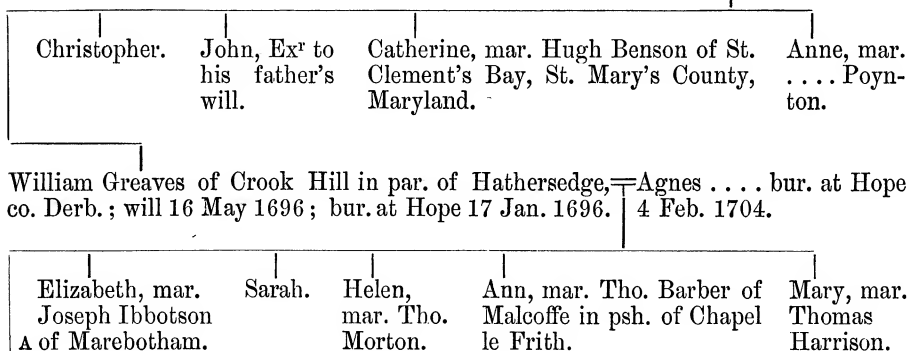 Christopher.
John, Exʳ to
his father's
will.
Catherine, mar. Hugh Benson of St.
Clement's Bay, St. Mary's County,
Maryland.
Anne, mar.
. . . . Poyn-
ton.
William Greaves of Crook Hill in par. of Hathersedge,=Agnes . . . . bur. at Hope
co. Derb.; will 16 May 1696; bur. at Hope 17 Jan. 1696. 4 Feb. 1704.
Elizabeth, mar.
Joseph Ibbotson
A of Marebotham.
Sarah.
Helen,
mar. Tho.
Morton.
Ann, mar. Tho. Barber of
Malcoffe in psh. of Chapel
le Frith.
Mary, mar.
Thomas
Harrison.